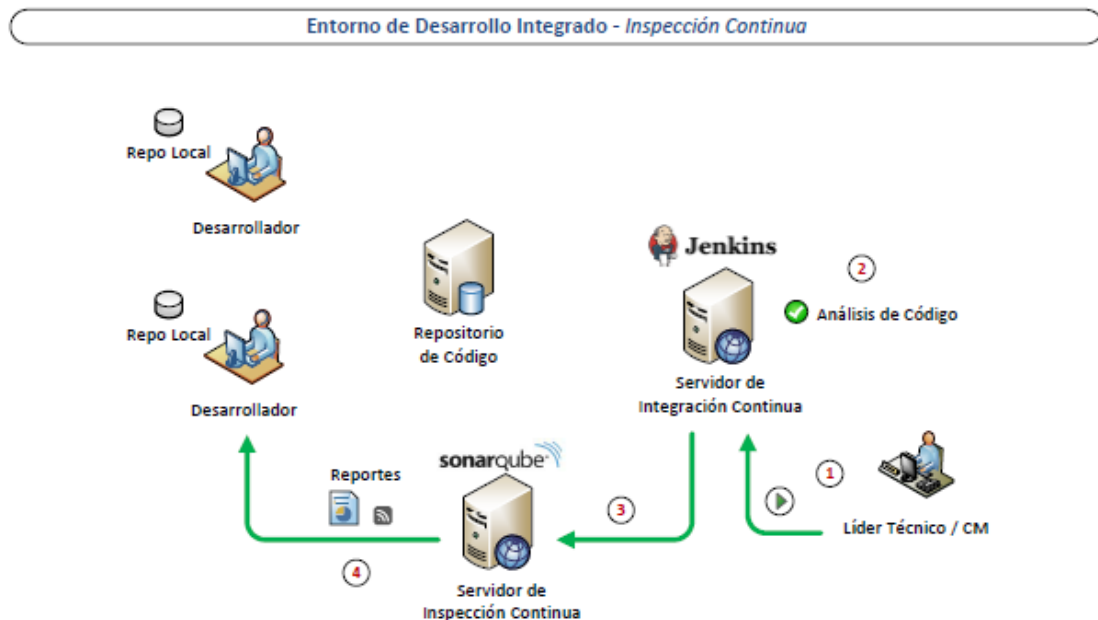 Entorno de Desarrollo Integrado - Inspección Continua
Repo Local
Desarrollador
Repositorio
de Código
Jenkins
2
Análisis de Código
Servidor de
Integración Continua
Repo Local
Desarrollador
1
Líder Técnico / CM
3
sonarqube
Servidor de
Inspección Continua
Reportes
4